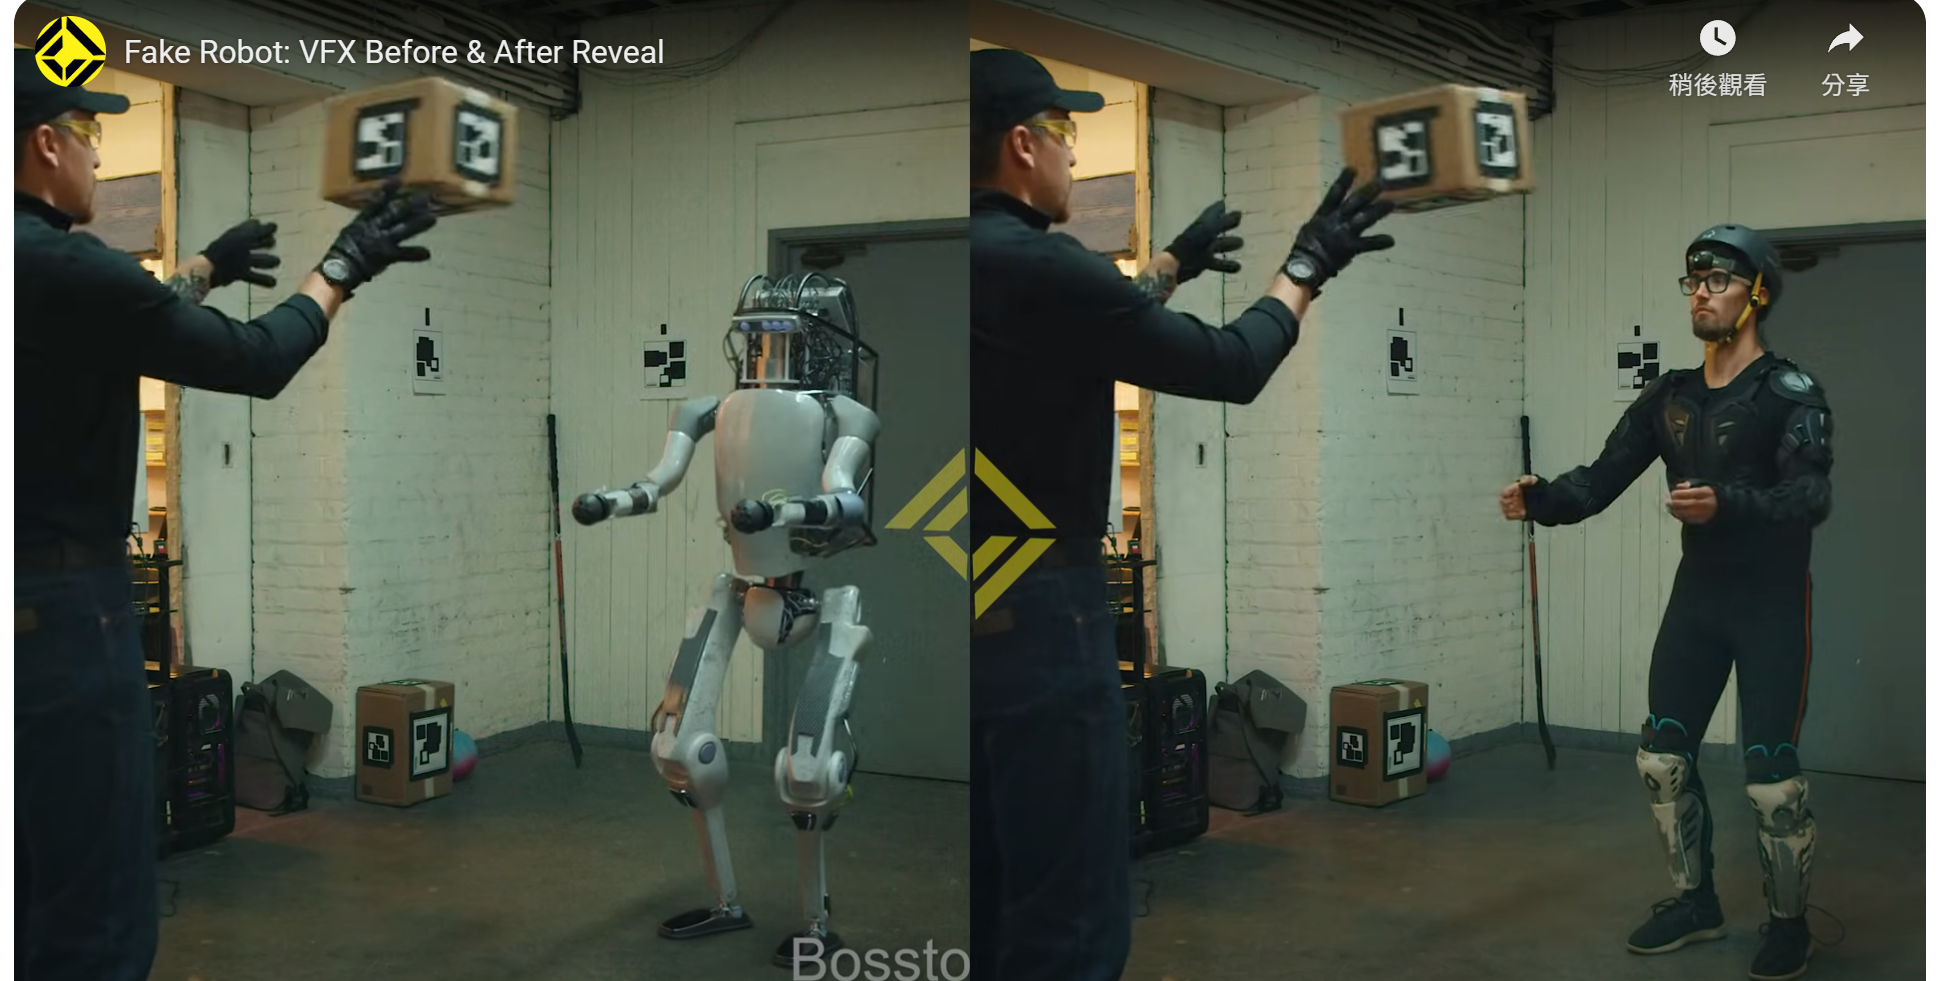 Fake Robot: VFX Before & After Reveal
稍後觀看
分享
Bossto